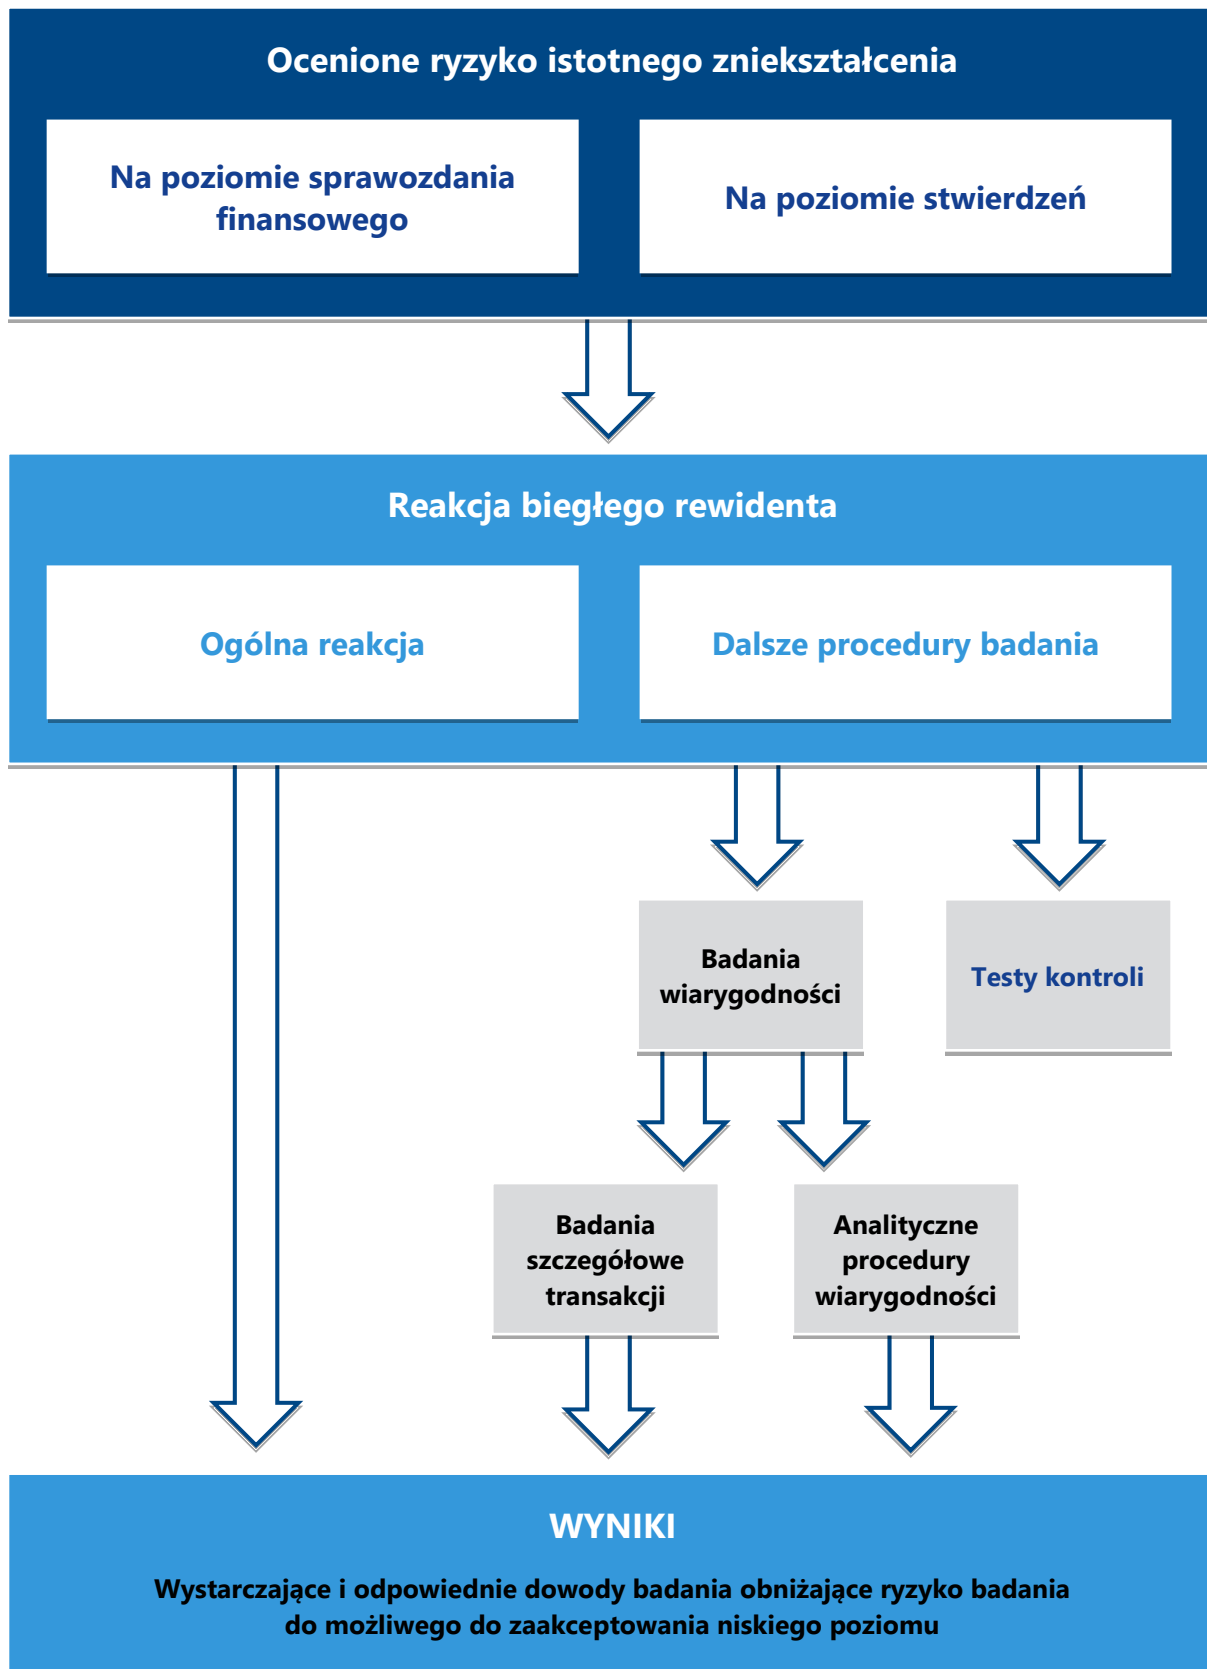 Ocenione ryzyko istotnego zniekształcenia
Na poziomie sprawozdania
finansowego
Na poziomie stwierdzeń
Reakcja biegłego rewidenta
Ogólna reakcja
Dalsze procedury badania
Badania
wiarygodności
Testy kontroli
Badania
szczegółowe
transakcji
Analityczne
procedury
wiarygodności
WYNIKI
Wystarczające i odpowiednie dowody badania obniżające ryzyko badania
do możliwego do zaakceptowania niskiego poziomu